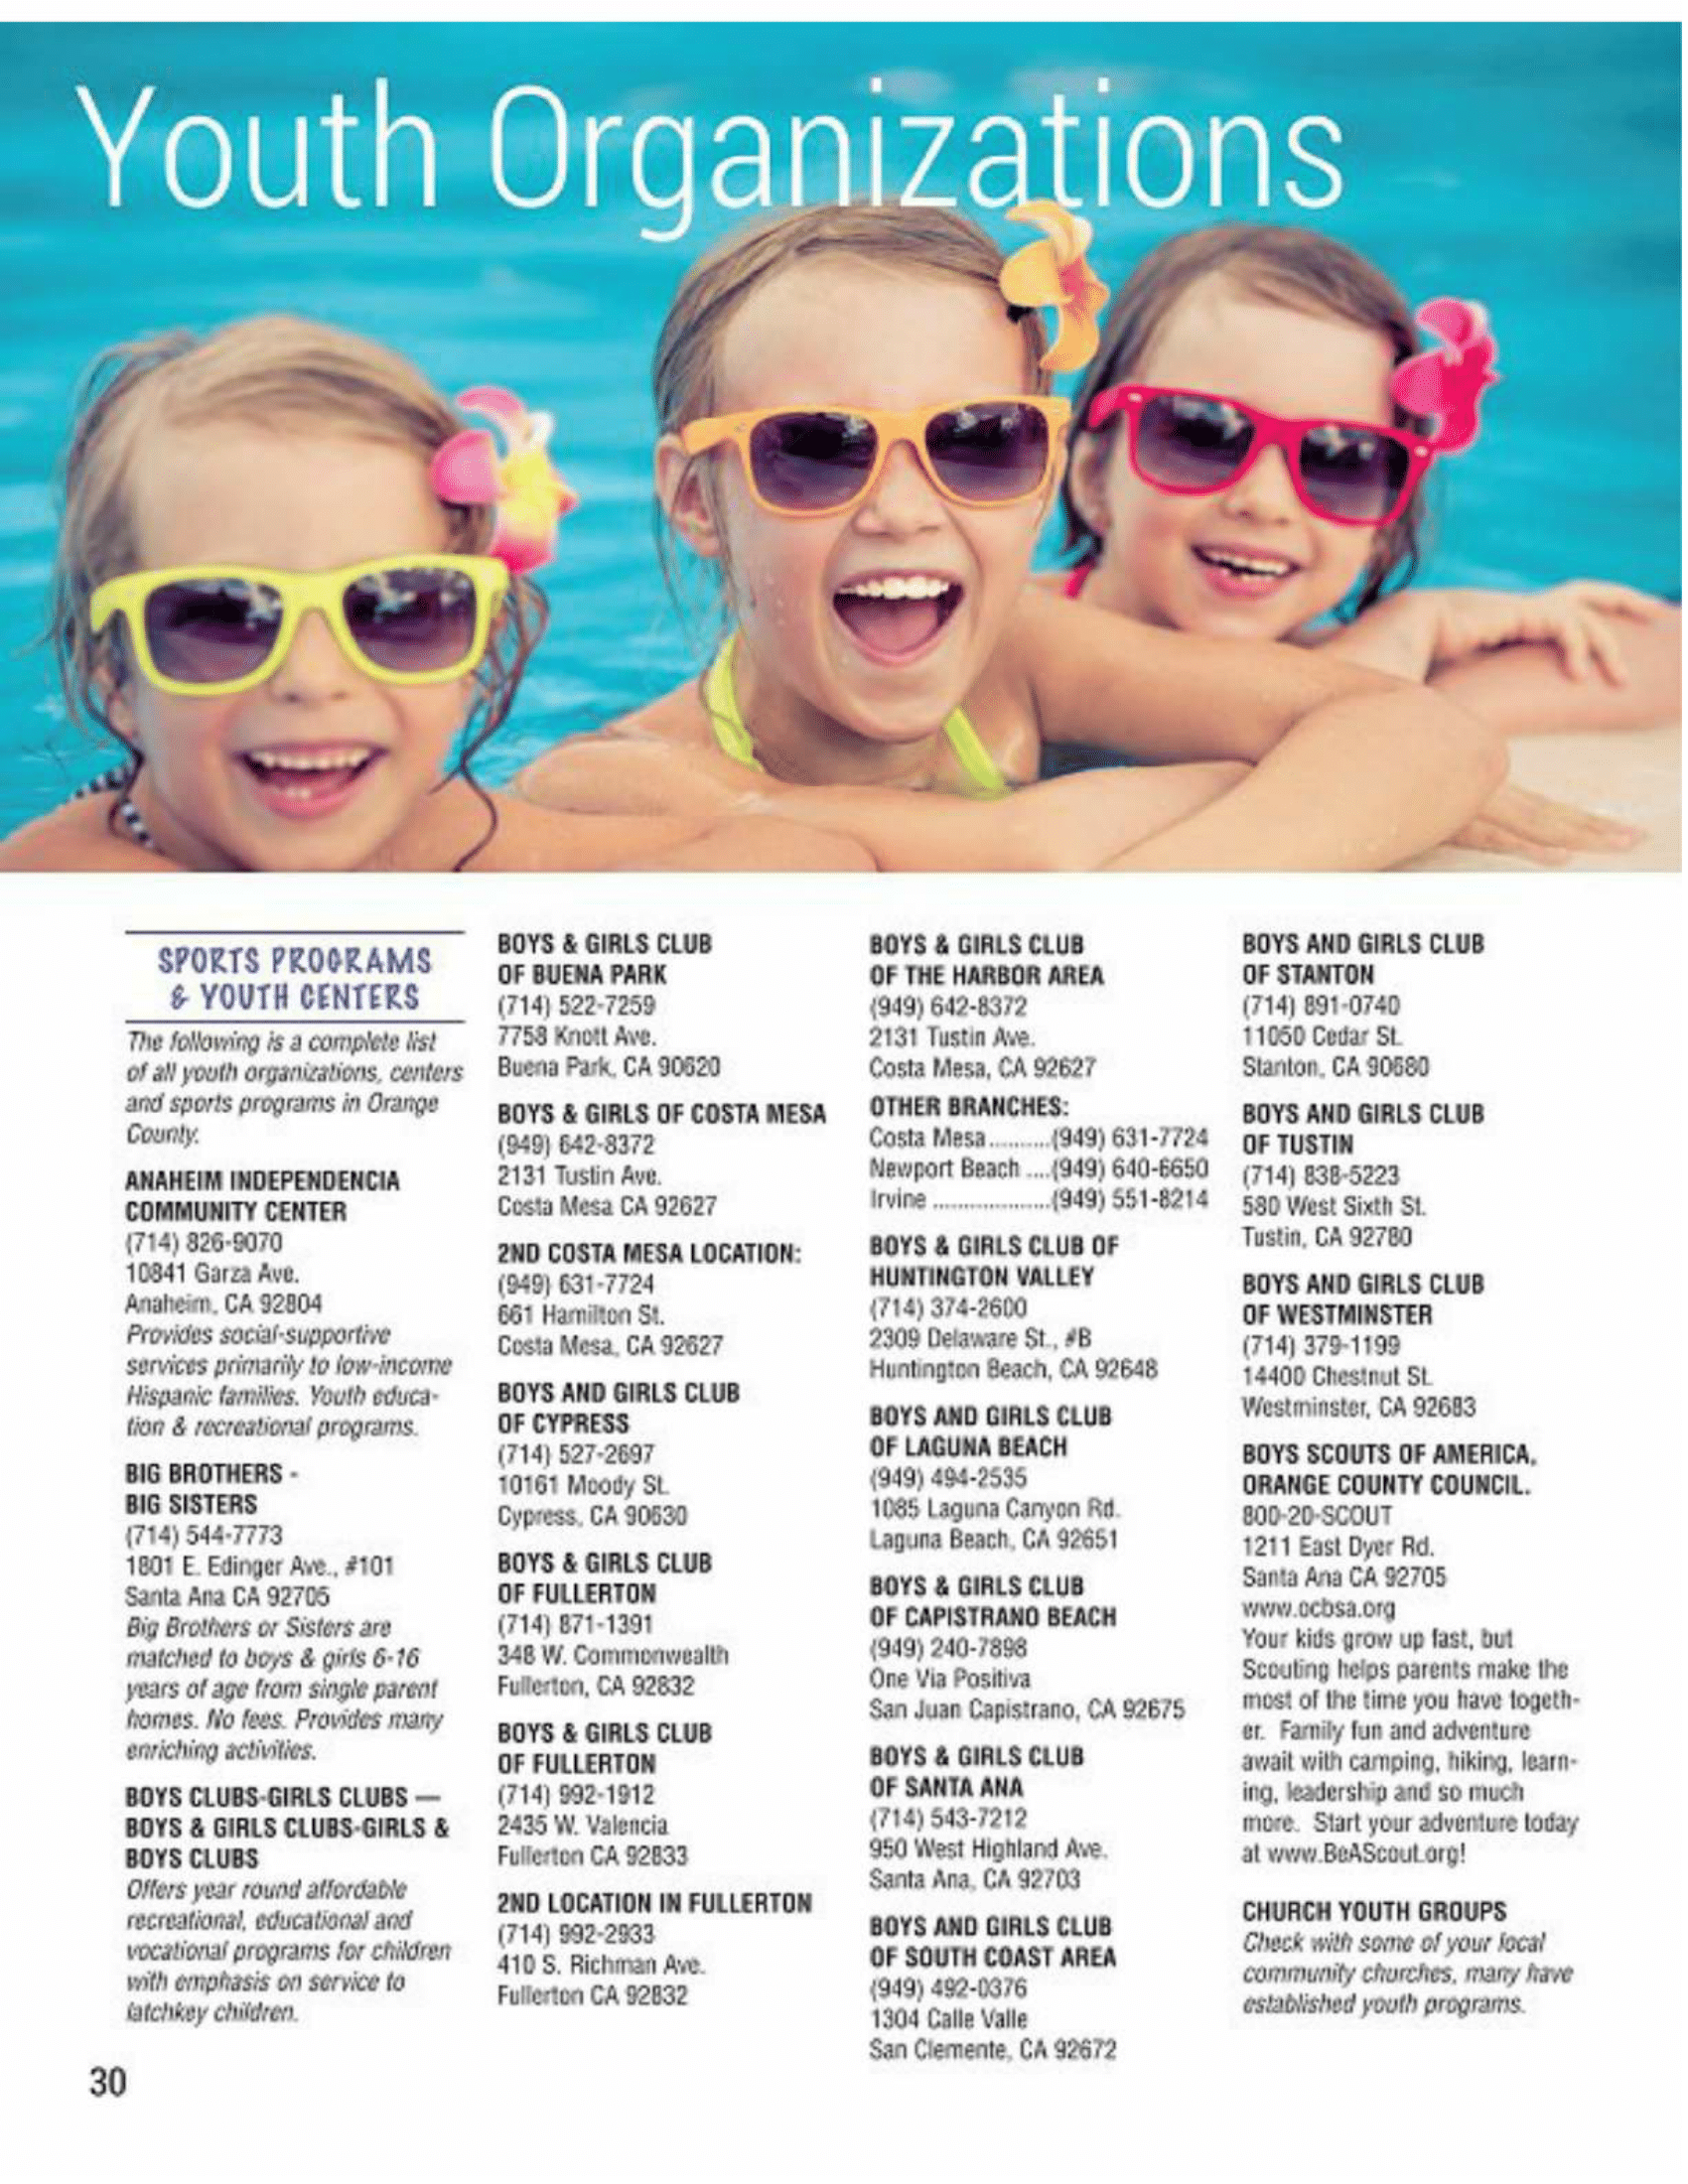 Youth Organizations
SPORTS PROGRAMS
& YOUTH CENTERS
The following is a complete list
of all youth organizations, centers
and sports programs in Orange
County.
ANAHEIM INDEPENDENCIA
COMMUNITY CENTER
(714) 826-9070
10841 Garza Ave.
Anaheim, CA 92804
Provides social-supportive
services primarily to low-income
Hispanic families. Youth educa-
tion & recreational programs.
BIG BROTHERS -
BIG SISTERS
(714) 544-7773
1801 E. Edinger Ave., #101
Santa Ana CA 92705
Big Brothers or Sisters are
matched to boys & girls 6-16
years of age from single parent
homes. No fees. Provides many
enriching activities.
BOYS CLUBS-GIRLS CLUBS —
BOYS & GIRLS CLUBS-GIRLS &
BOYS CLUBS
Offers year round affordable
recreational, educational and
vocational programs for children
with emphasis on service to
latchkey children.
BOYS & GIRLS CLUB
OF BUENA PARK
(714) 522-7259
7758 Knott Ave.
Buena Park, CA 90620
BOYS & GIRLS OF COSTA MESA
(949) 642-8372
2131 Tustin Ave.
Costa Mesa CA 92627
2ND COSTA MESA LOCATION:
(949) 631-7724
661 Hamilton St.
Costa Mesa, CA 92627
BOYS AND GIRLS CLUB
OF CYPRESS
(714) 527-2697
10161 Moody St.
Cypress, CA 90630
BOYS & GIRLS CLUB
OF FULLERTON
(714) 871-1391
348 W. Commonwealth
Fullerton, CA 92832
BOYS & GIRLS CLUB
OF FULLERTON
(714) 992-1912
2435 W. Valencia
Fullerton CA 92833
2ND LOCATION IN FULLERTON
(714) 992-2933
410 S. Richman Ave.
Fullerton CA 92832
BOYS & GIRLS CLUB
OF THE HARBOR AREA
(949) 642-8372
2131 Tustin Ave.
Costa Mesa, CA 92627
OTHER BRANCHES:
Costa Mesa..........(949) 631-7724
Newport Beach ....(949) 640-6650
Irvine ...................(949) 551-8214
BOYS & GIRLS CLUB OF
HUNTINGTON VALLEY
(714) 374-2600
2309 Delaware St., #B
Huntington Beach, CA 92648
BOYS AND GIRLS CLUB
OF LAGUNA BEACH
(949) 494-2535
1085 Laguna Canyon Rd.
Laguna Beach, CA 92651
BOYS & GIRLS CLUB
OF CAPISTRANO BEACH
(949) 240-7898
One Via Positiva
San Juan Capistrano, CA 92675
BOYS & GIRLS CLUB
OF SANTA ANA
(714) 543-7212
950 West Highland Ave.
Santa Ana, CA 92703
BOYS AND GIRLS CLUB
OF SOUTH COAST AREA
(949) 492-0376
1304 Calle Valle
San Clemente, CA 92672
BOYS AND GIRLS CLUB
OF STANTON
(714) 891-0740
11050 Cedar St.
Stanton, CA 90680
BOYS AND GIRLS CLUB
OF TUSTIN
(714) 838-5223
580 West Sixth St.
Tustin, CA 92780
BOYS AND GIRLS CLUB
OF WESTMINSTER
(714) 379-1199
14400 Chestnut St.
Westminster, CA 92683
BOYS SCOUTS OF AMERICA,
ORANGE COUNTY COUNCIL.
800-20-SCOUT
1211 East Dyer Rd.
Santa Ana CA 92705
www.ocbsa.org
Your kids grow up fast, but
Scouting helps parents make the
most of the time you have togeth-
er. Family fun and adventure
await with camping, hiking, learn-
ing, leadership and so much
more. Start your adventure today
at www.BeAScout.org!
CHURCH YOUTH GROUPS
Check with some of your local
community churches, many have
established youth programs.
30